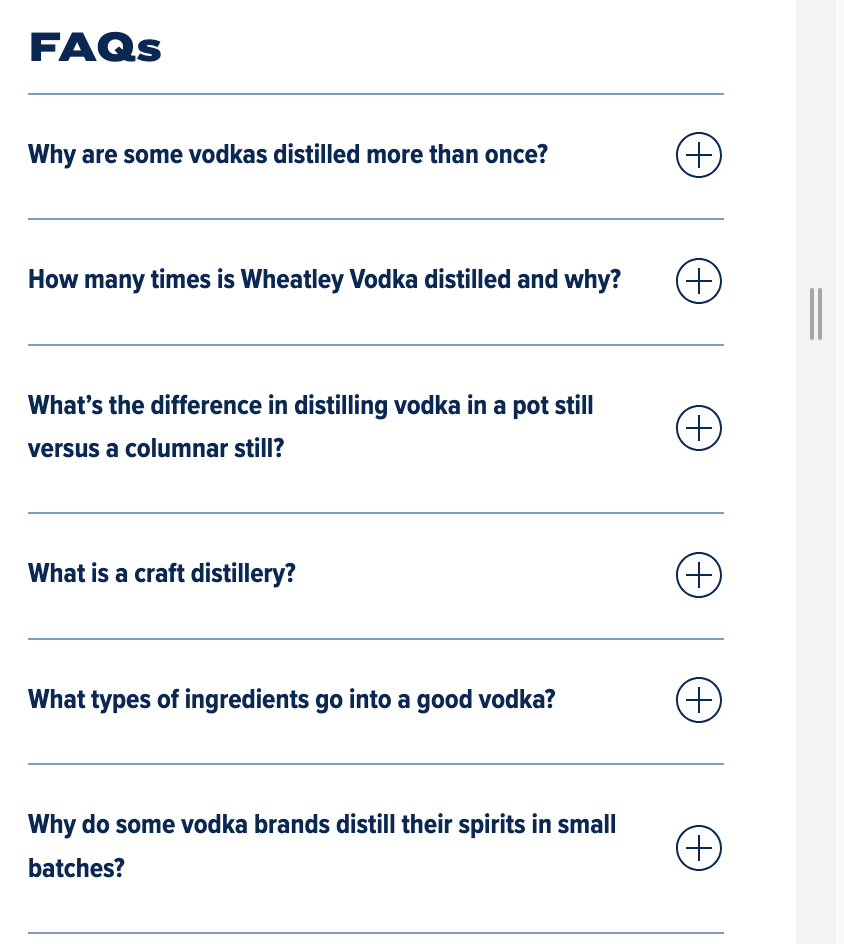 FAQs
Why are some vodkas distilled more than once?
How many times is Wheatley Vodka distilled and why?
What’s the difference in distilling vodka in a pot still
versus a columnar still?
What is a craft distillery?
What types of ingredients go into a good vodka?
Why do some vodka brands distill their spirits in small
batches?